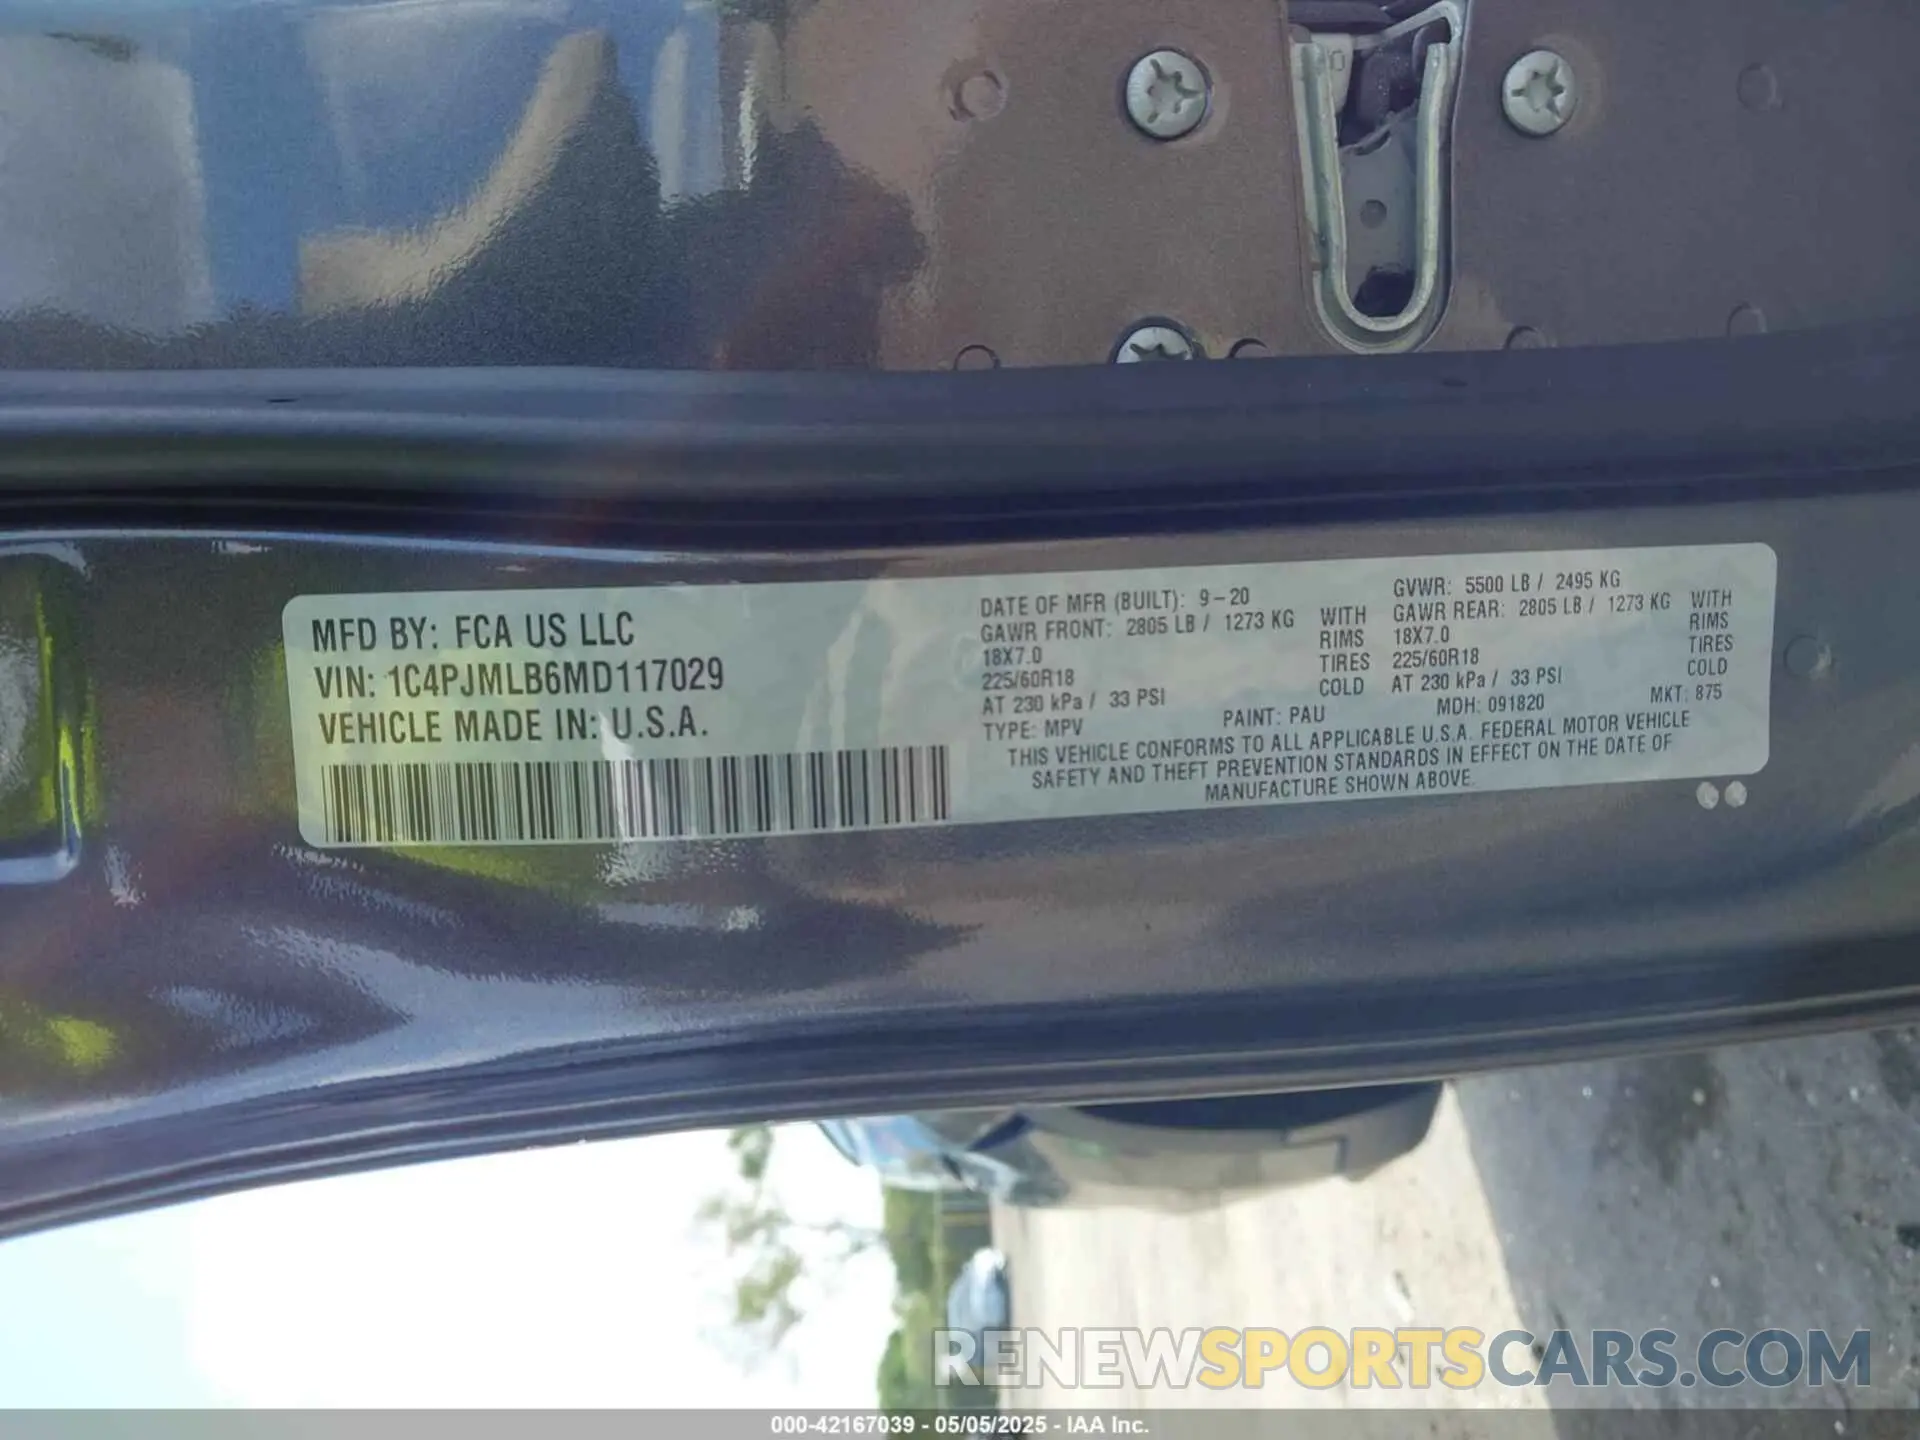 MFD BY: FCA US LLC
VIN: 1C4PJMLB6MD117029
VEHICLE MADE IN: U.S.A.
DATE OF MFR (BUILT): 9-20
GAWR FRONT: 2805 LB / 1273 KG WITH
18X7.0 RIMS
225/60R18 TIRES
AT 230 kPa / 33 PSI COLD
GVWR: 5500 LB / 2495 KG
GAWR REAR: 2805 LB / 1273 KG WITH
18X7.0 RIMS
225/60R18 TIRES
AT 230 kPa / 33 PSI COLD
TYPE: MPV PAINT: PAU MDH: 091820 MKT: 875
THIS VEHICLE CONFORMS TO ALL APPLICABLE U.S.A. FEDERAL MOTOR VEHICLE
SAFETY AND THEFT PREVENTION STANDARDS IN EFFECT ON THE DATE OF
MANUFACTURE SHOWN ABOVE.
RENEWSPORTSCARS.COM
000-42167039 - 05/05/2025 - IAA Inc.